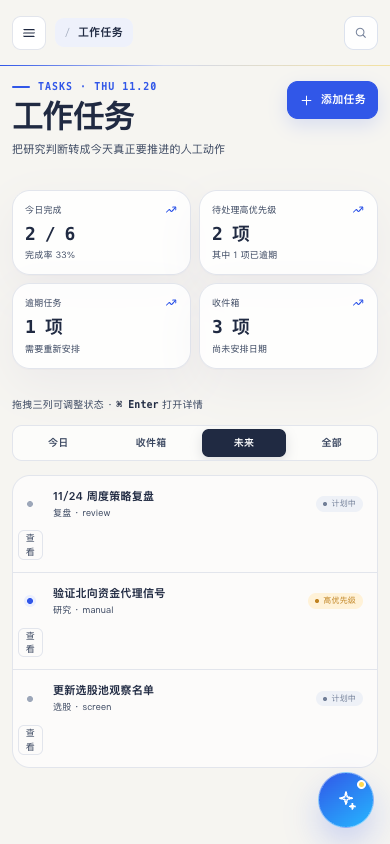 / 工作任务
TASKS · THU 11.20
工作任务
添加任务
把研究判断转成今天真正要推进的人工动作
今日完成
2 / 6
完成率 33%
待处理高优先级
2 项
其中 1 项已逾期
逾期任务
1 项
需要重新安排
收件箱
3 项
尚未安排日期
拖拽三列可调整状态 · ⌘ Enter 打开详情
今日 收件箱 未来 全部
11/24 周度策略复盘
计划中
复盘 · review
查
看
验证北向资金代理信号
高优先级
研究 · manual
查
看
更新选股池观察名单
计划中
选股 · screen
查
看